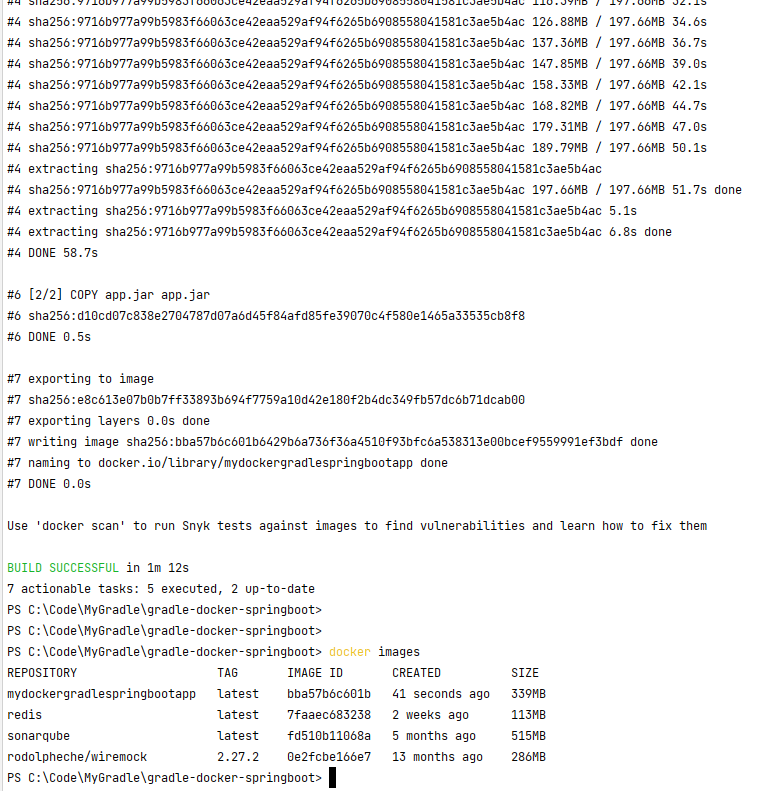 #4 sha256:9716b977a99b5983f66063ce42eaa529af94f6265b6908558041581c3ae5b4ac 116.39MB / 197.66MB 32.1s
#4 sha256:9716b977a99b5983f66063ce42eaa529af94f6265b6908558041581c3ae5b4ac 126.88MB / 197.66MB 34.6s
#4 sha256:9716b977a99b5983f66063ce42eaa529af94f6265b6908558041581c3ae5b4ac 137.36MB / 197.66MB 36.7s
#4 sha256:9716b977a99b5983f66063ce42eaa529af94f6265b6908558041581c3ae5b4ac 147.85MB / 197.66MB 39.0s
#4 sha256:9716b977a99b5983f66063ce42eaa529af94f6265b6908558041581c3ae5b4ac 158.33MB / 197.66MB 42.1s
#4 sha256:9716b977a99b5983f66063ce42eaa529af94f6265b6908558041581c3ae5b4ac 168.82MB / 197.66MB 44.7s
#4 sha256:9716b977a99b5983f66063ce42eaa529af94f6265b6908558041581c3ae5b4ac 179.31MB / 197.66MB 47.0s
#4 sha256:9716b977a99b5983f66063ce42eaa529af94f6265b6908558041581c3ae5b4ac 189.79MB / 197.66MB 50.1s
#4 extracting sha256:9716b977a99b5983f66063ce42eaa529af94f6265b6908558041581c3ae5b4ac
#4 sha256:9716b977a99b5983f66063ce42eaa529af94f6265b6908558041581c3ae5b4ac 197.66MB / 197.66MB 51.7s done
#4 extracting sha256:9716b977a99b5983f66063ce42eaa529af94f6265b6908558041581c3ae5b4ac 5.1s
#4 extracting sha256:9716b977a99b5983f66063ce42eaa529af94f6265b6908558041581c3ae5b4ac 6.8s done
#4 DONE 58.7s

#6 [2/2] COPY app.jar app.jar
#6 sha256:d10cd07c838e2704787d07a6d45f84afd85fe39070c4f580e1465a33535cb8f8
#6 DONE 0.5s

#7 exporting to image
#7 sha256:e8c613e07b0b7ff33893b694f7759a10d42e180f2b4dc349fb57dc6b71dcab00
#7 exporting layers 0.0s done
#7 writing image sha256:bba57b6c601b6429b6a736f36a4510f93bfc6a538313e00bcef9559991ef3bdf done
#7 naming to docker.io/library/mydockergradlespringbootapp done
#7 DONE 0.0s

Use 'docker scan' to run Snyk tests against images to find vulnerabilities and learn how to fix them

BUILD SUCCESSFUL in 1m 12s
7 actionable tasks: 5 executed, 2 up-to-date
PS C:\Code\MyGradle\gradle-docker-springboot>
PS C:\Code\MyGradle\gradle-docker-springboot>
PS C:\Code\MyGradle\gradle-docker-springboot> docker images
REPOSITORY TAG IMAGE ID CREATED SIZE
mydockergradlespringbootapp latest bba57b6c601b 41 seconds ago 339MB
redis latest 7faaec683238 2 weeks ago 113MB
sonarqube latest fd510b11068a 5 months ago 515MB
rodolpheche/wiremock 2.27.2 0e2fcbe166e7 13 months ago 286MB
PS C:\Code\MyGradle\gradle-docker-springboot>